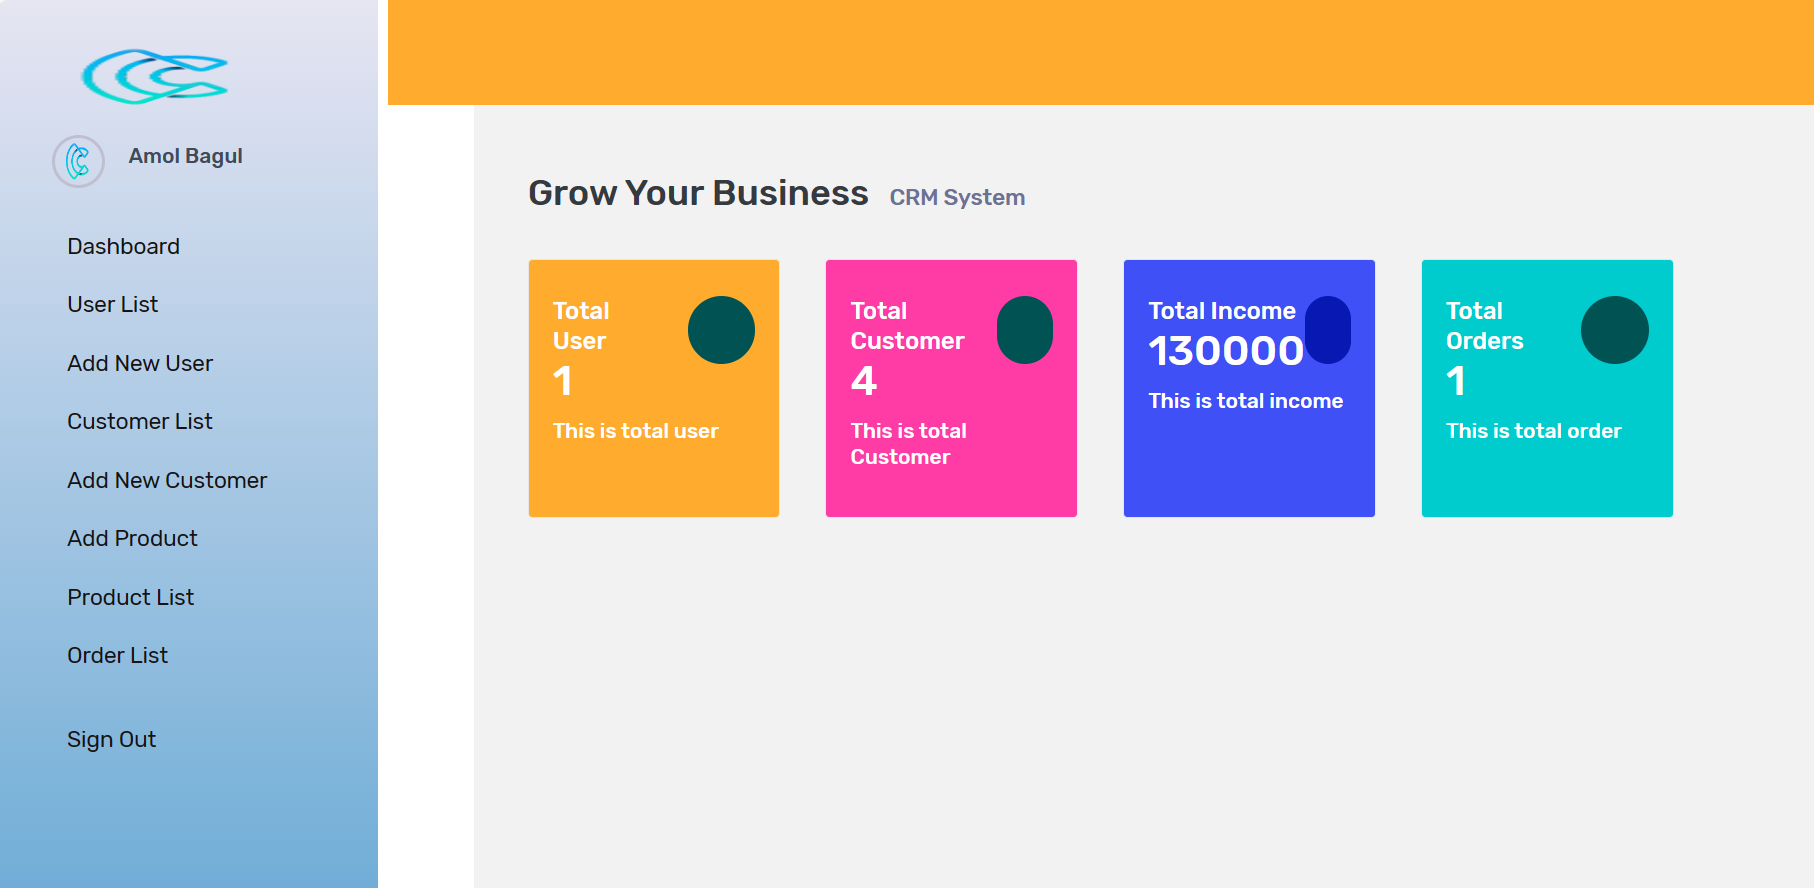 Amol Bagul
Dashboard
User List
Add New User
Customer List
Add New Customer
Add Product
Product List
Order List
Sign Out
Grow Your Business CRM System
Total
User
1
This is total user
Total
Customer
4
This is total
Customer
Total Income
130000
This is total income
Total
Orders
1
This is total order